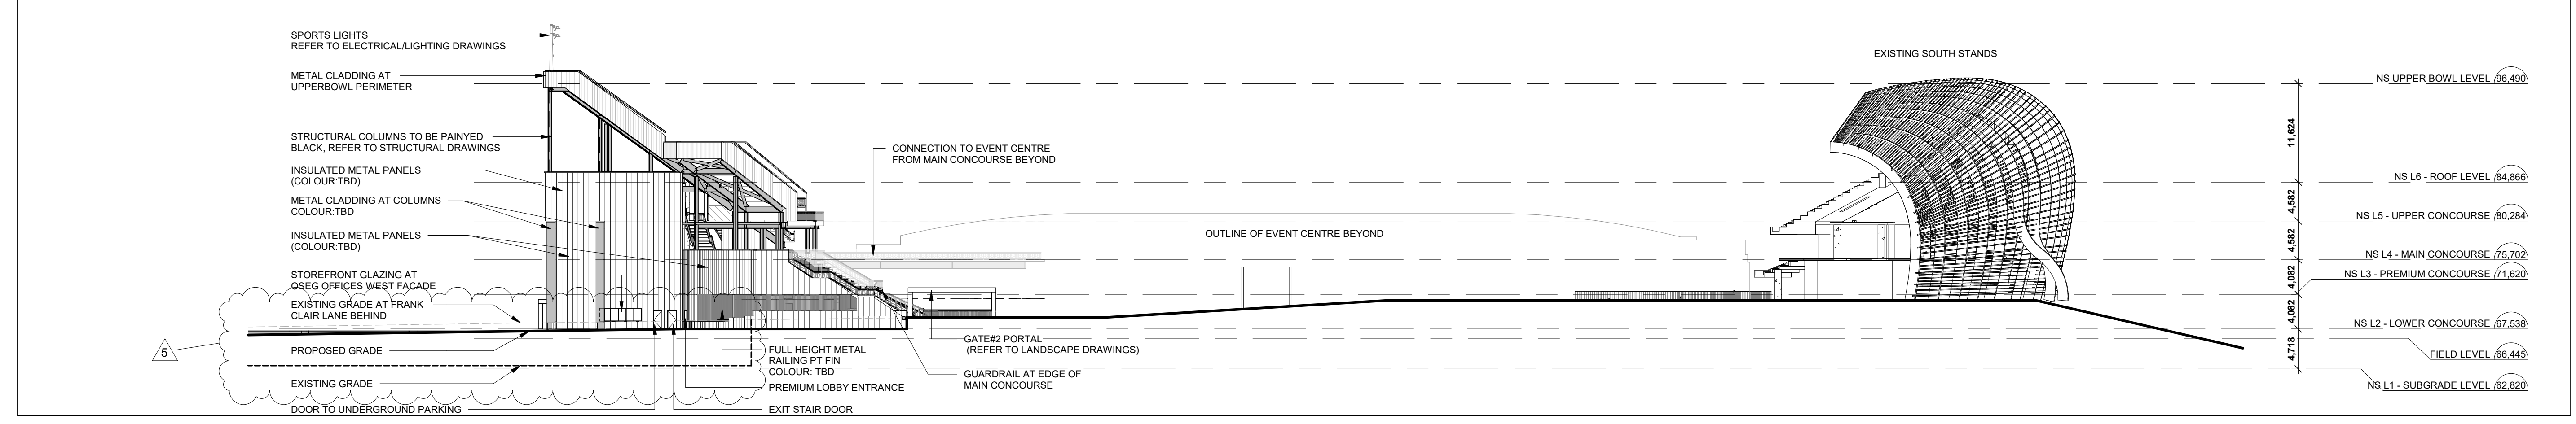 SPORTS LIGHTS
REFER TO ELECTRICAL/LIGHTING DRAWINGS
METAL CLADDING AT
UPPERBOWL PERIMETER
STRUCTURAL COLUMNS TO BE PAINYED
BLACK, REFER TO STRUCTURAL DRAWINGS
INSULATED METAL PANELS
(COLOUR:TBD)
METAL CLADDING AT COLUMNS
COLOUR:TBD
INSULATED METAL PANELS
(COLOUR:TBD)
STOREFRONT GLAZING AT
OSEG OFFICES WEST FACADE
EXISTING GRADE AT FRANK
CLAIR LANE BEHIND
5
PROPOSED GRADE
EXISTING GRADE
DOOR TO UNDERGROUND PARKING
FULL HEIGHT METAL
RAILING PT FIN
COLOUR: TBD
PREMIUM LOBBY ENTRANCE
EXIT STAIR DOOR
CONNECTION TO EVENT CENTRE
FROM MAIN CONCOURSE BEYOND
GATE#2 PORTAL
(REFER TO LANDSCAPE DRAWINGS)
GUARDRAIL AT EDGE OF
MAIN CONCOURSE
OUTLINE OF EVENT CENTRE BEYOND
EXISTING SOUTH STANDS
11,624
4,582
4,582
4,082
4,082
4,718
NS UPPER BOWL LEVEL 96,490
NS L6 - ROOF LEVEL 84,866
NS L5 - UPPER CONCOURSE 80,284
NS L4 - MAIN CONCOURSE 75,702
NS L3 - PREMIUM CONCOURSE 71,620
NS L2 - LOWER CONCOURSE 67,538
FIELD LEVEL 66,445
NS L1 - SUBGRADE LEVEL 62,820